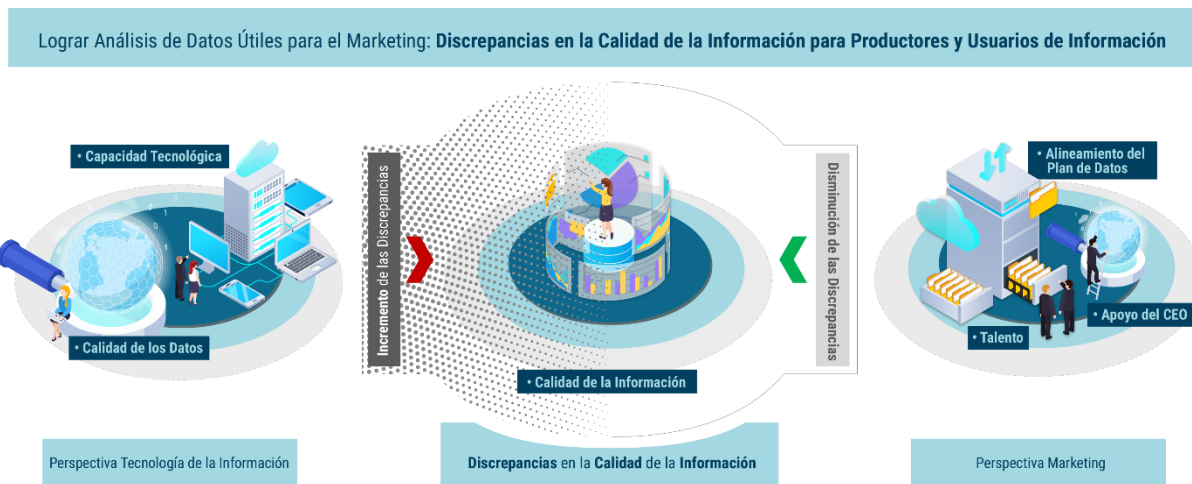 Lograr Análisis de Datos Útiles para el Marketing: Discrepancias en la Calidad de la Información para Productores y Usuarios de Información
• Capacidad Tecnológica
• Calidad de los Datos
Perspectiva Tecnología de la Información
Incremento de las Discrepancias
• Calidad de la Información
Discrepancias en la Calidad de la Información
Disminución de las Discrepancias
• Alineamiento del
Plan de Datos
• Apoyo del CEO
• Talento
Perspectiva Marketing